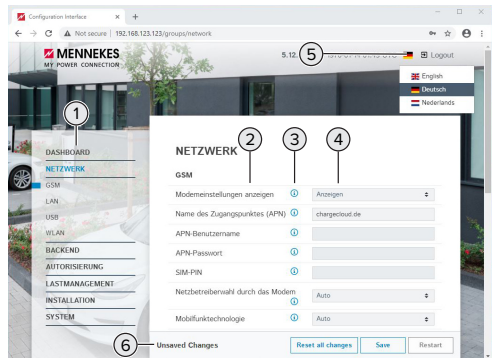 Configuration Interface
Not secure | 192.168.123.123/groups/network
MENNEKES
MY POWER CONNECTION
5.12.
5
Logout
English
Deutsch
Nederlands
1
DASHBOARD
NETZWERK
GSM
LAN
USB
WLAN
BACKEND
AUTORISIERUNG
LASTMANAGEMENT
INSTALLATION
SYSTEM
NETZWERK
2
3
4
GSM
Modemeinstellungen anzeigen
Anzeigen
Name des Zugangspunktes (APN)
chargecloud.de
APN-Benutzername
APN-Passwort
SIM-PIN
Netzbetreiberwahl durch das Modem
Auto
Mobilfunktechnologie
Auto
6
Unsaved Changes
Reset all changes
Save
Restart